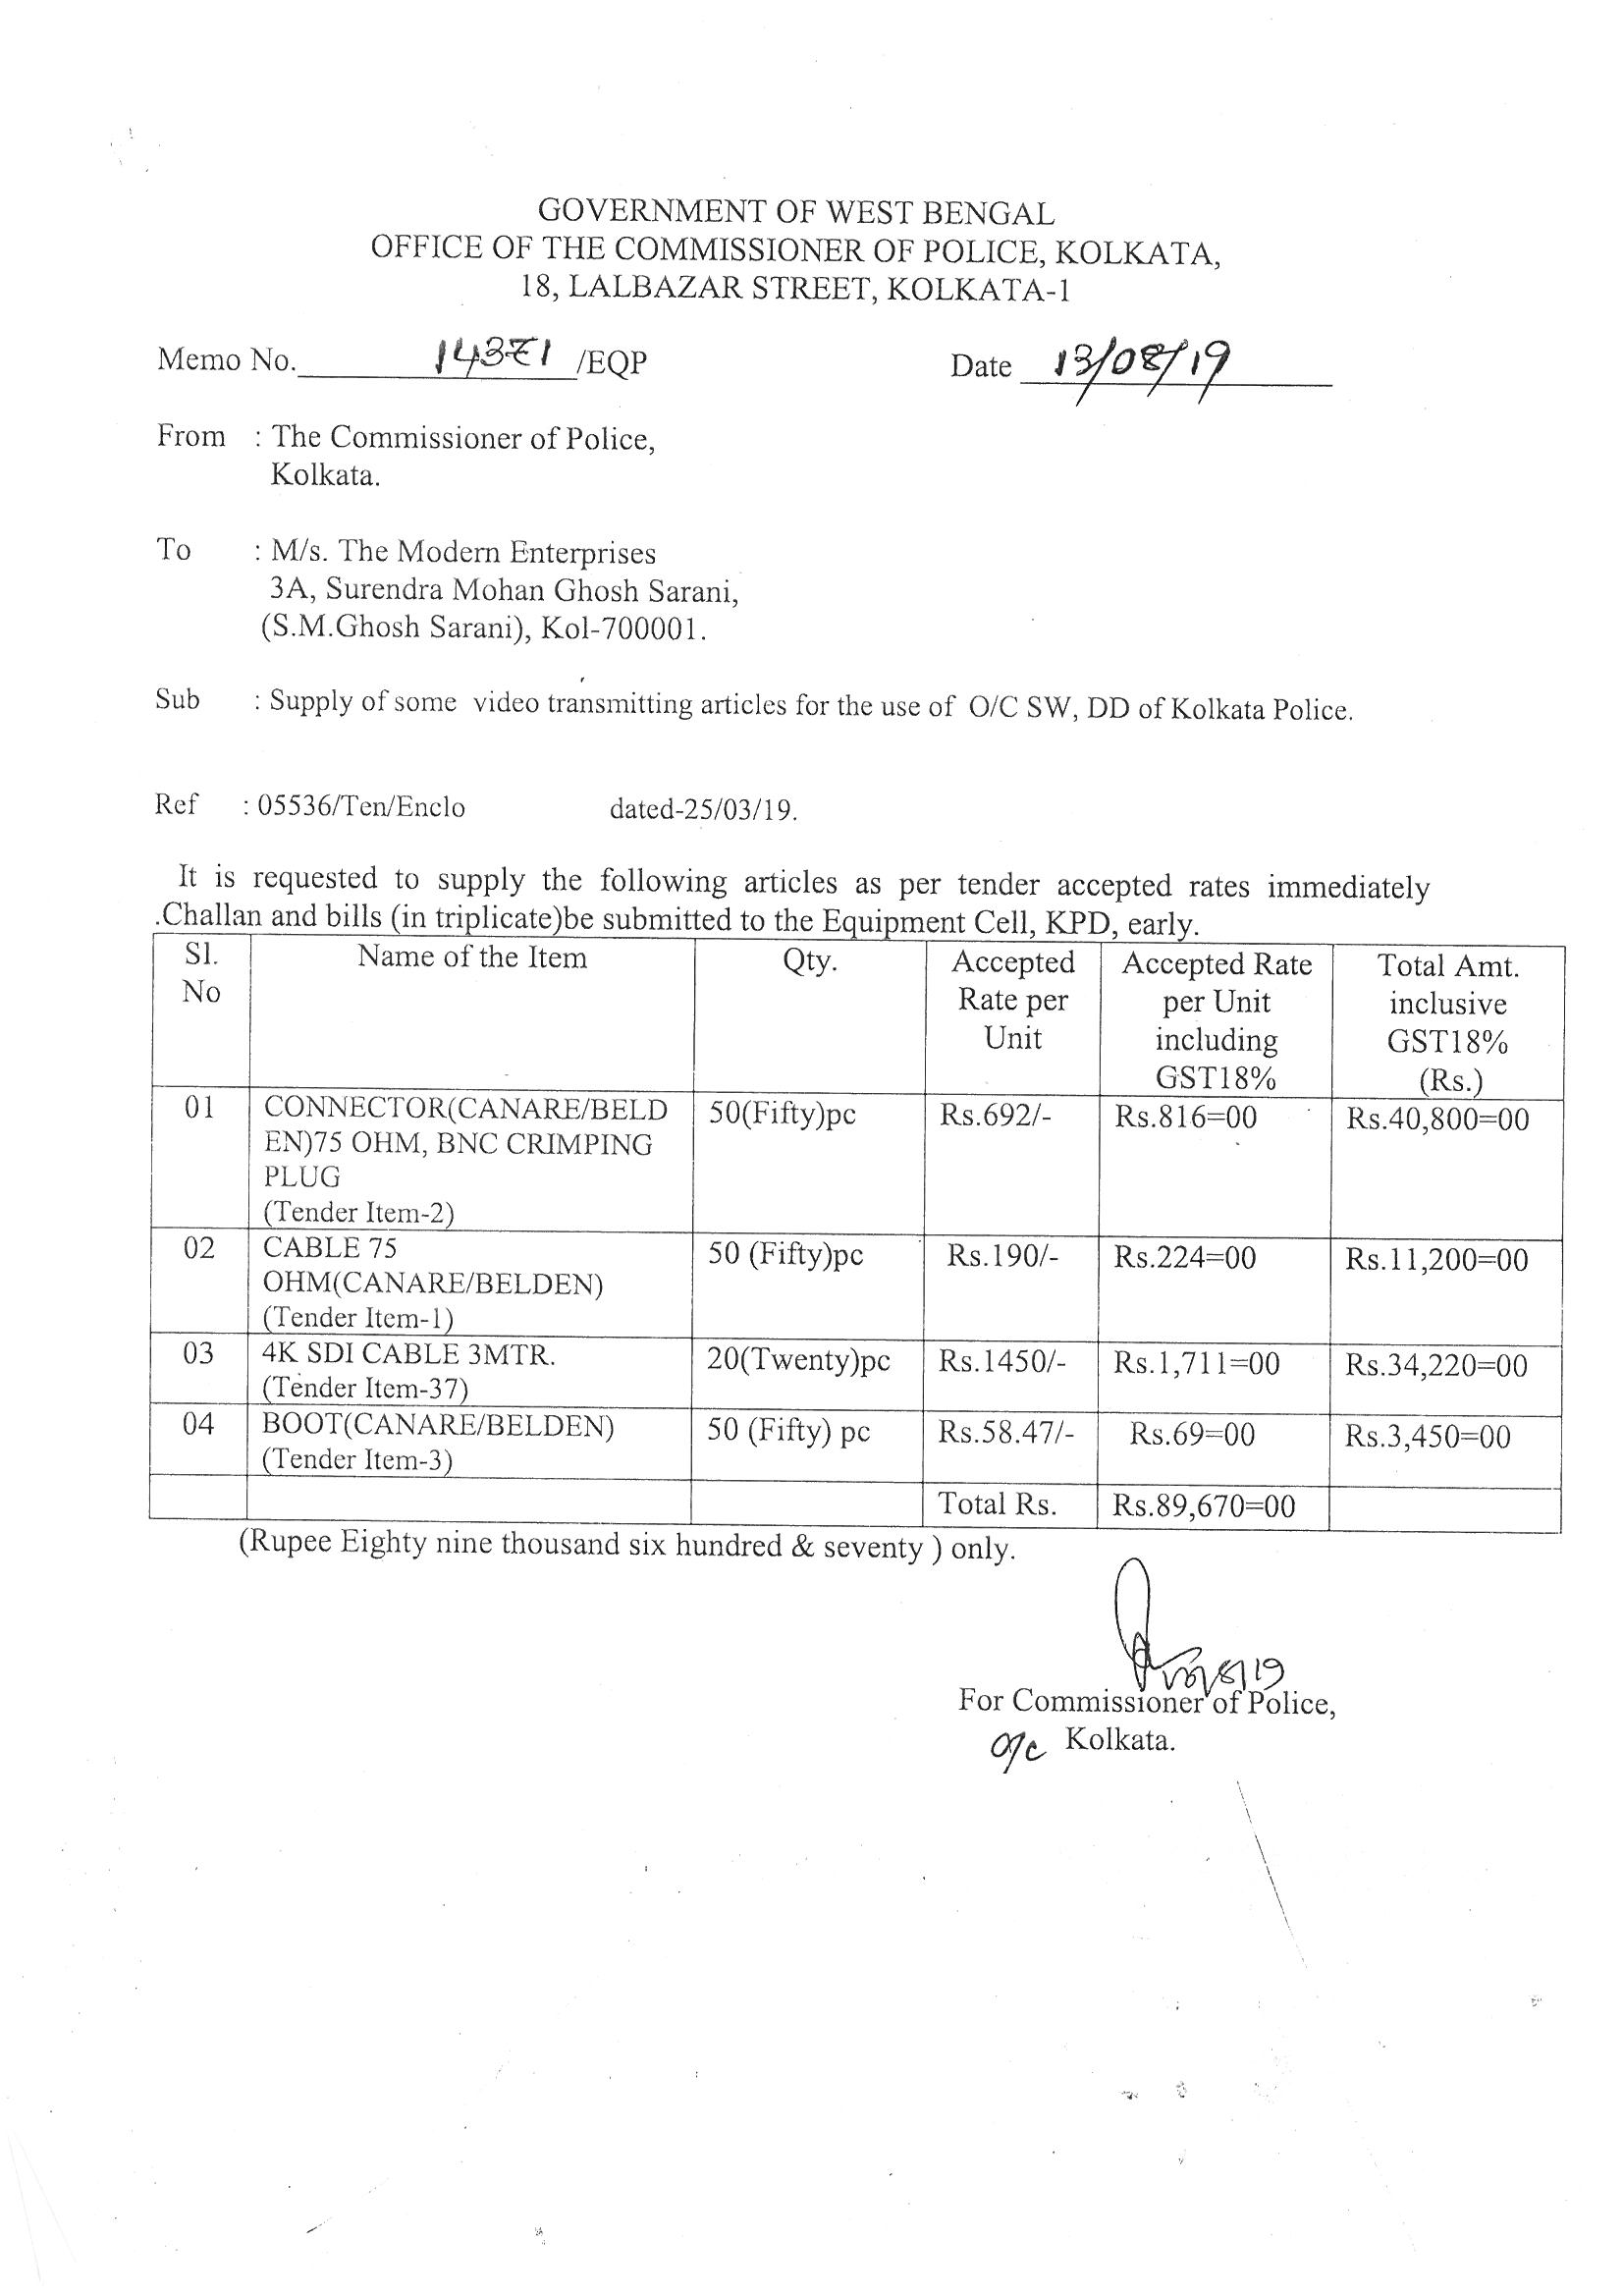 GOVERNMENT OF WEST BENGAL
OFFICE OF THE COMMISSIONER OF POLICE, KOLKATA,
18, LALBAZAR STREET, KOLKATA-1
Memo No. /EQP Date 13/08/19
From : The Commissioner of Police,
Kolkata.
To : M/s. The Modern Enterprises
3A, Surendra Mohan Ghosh Sarani,
(S.M.Ghosh Sarani), Kol-700001.
Sub : Supply of some video transmitting articles for the use of O/C SW, DD of Kolkata Police.
Ref : 05536/Ten/Enclo dated-25/03/19.
It is requested to supply the following articles as per tender accepted rates immediately
.Challan and bills (in triplicate)be submitted to the Equipment Cell, KPD, early.
Sl. No Name of the Item Qty. Accepted Rate per Unit Accepted Rate per Unit including GST18% Total Amt. inclusive GST18% (Rs.)
01 CONNECTOR(CANARE/BELD 50(Fifty)pc Rs.692/- Rs.816=00 Rs.40,800=00
EN)75 OHM, BNC CRIMPING
PLUG
(Tender Item-2)
02 CABLE 75 50 (Fifty)pc Rs.190/- Rs.224=00 Rs.11,200=00
OHM(CANARE/BELDEN)
(Tender Item-1)
03 4K SDI CABLE 3MTR. 20(Twenty)pc Rs.1450/- Rs.1,711=00 Rs.34,220=00
(Tender Item-37)
04 BOOT(CANARE/BELDEN) 50 (Fifty) pc Rs.58.47/- Rs.69=00 Rs.3,450=00
(Tender Item-3)
Total Rs. Rs.89,670=00
(Rupee Eighty nine thousand six hundred & seventy ) only.
For Commissioner of Police,
O/c Kolkata.